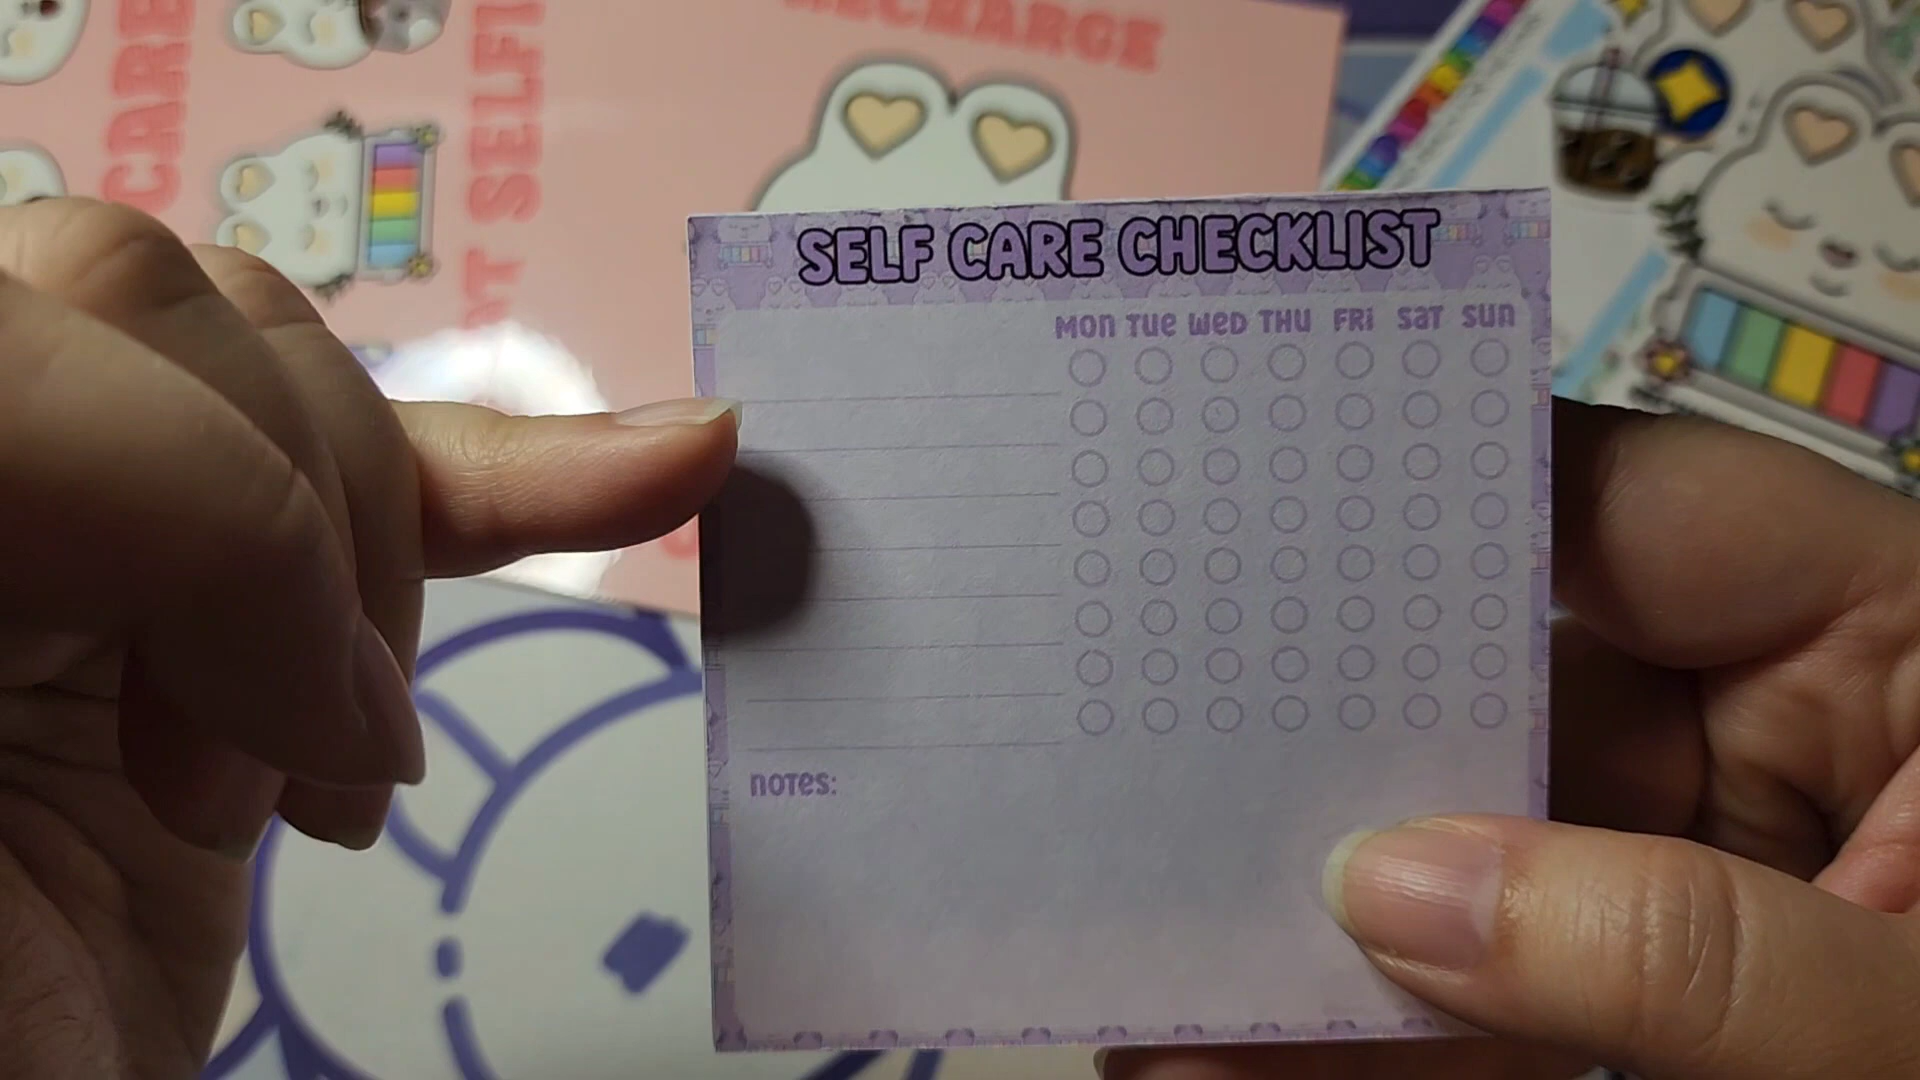 CARE
SELFI
RECHARGE
SELF CARE CHECKLIST
MON TUE WED THU FRI SAT SUN
NOTES: